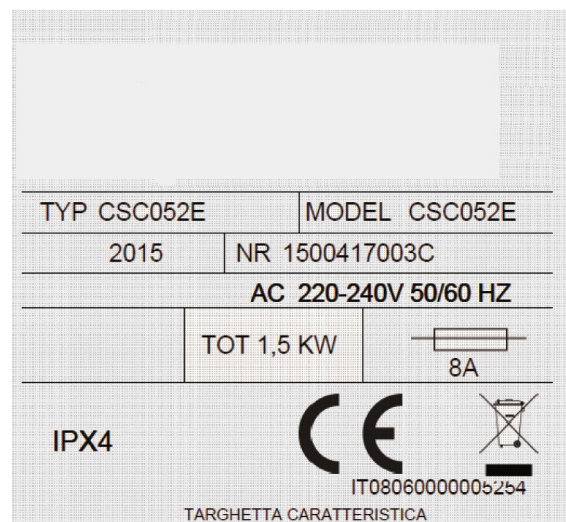 TYP CSC052E MODEL CSC052E
2015 NR 1500417003C
AC 220-240V 50/60 HZ
TOT 1,5 KW
8A
IPX4
CE
IT08060000005254
TARGHETTA CARATTERISTICA